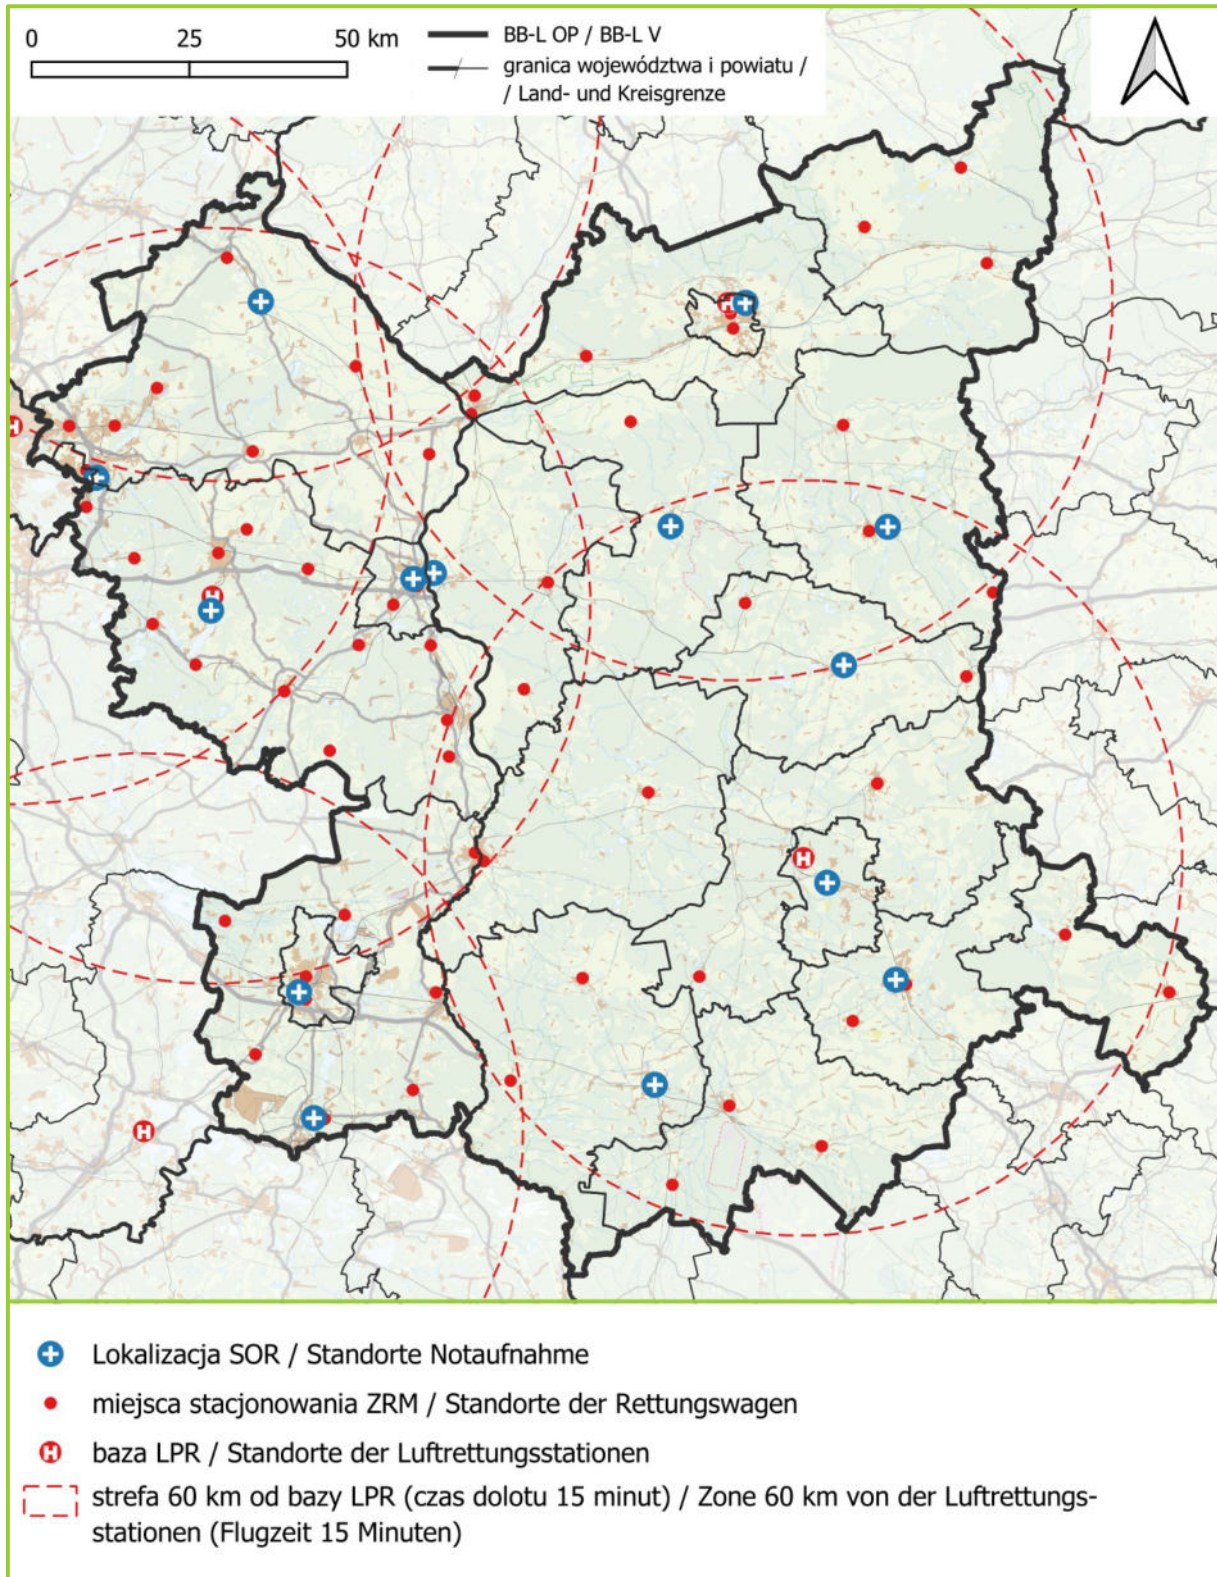 0 25 50 km
BB-L OP / BB-L V
granica województwa i powiatu /
/ Land- und Kreisgrenze
H
H
H
H
H
Lokalizacja SOR / Standorte Notaufnahme
miejsca stacjonowania ZRM / Standorte der Rettungswagen
H baza LPR / Standorte der Luftrettungsstationen
strefa 60 km od bazy LPR (czas dolotu 15 minut) / Zone 60 km von der Luftrettungs-
stationen (Flugzeit 15 Minuten)